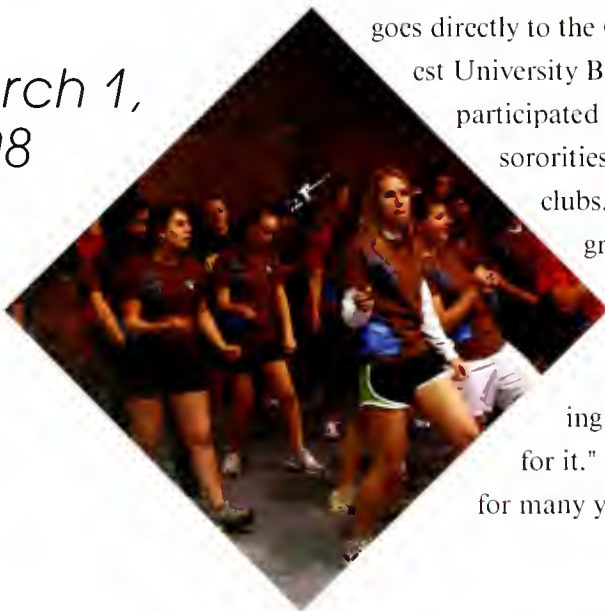 rch 1,
98
goes directly to the
est University B
participated
sororities
clubs.
gr
ing
for it."
for many y